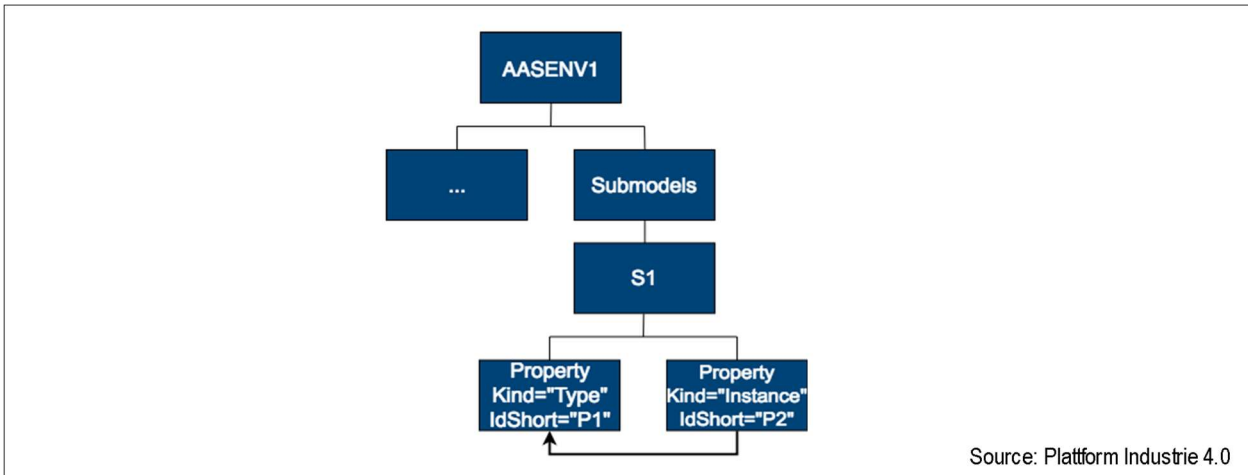 AASENV1
...
Submodels
S1
Property
Kind="Type"
IdShort="P1"
Property
Kind="Instance"
IdShort="P2"
Source: Plattform Industrie 4.0